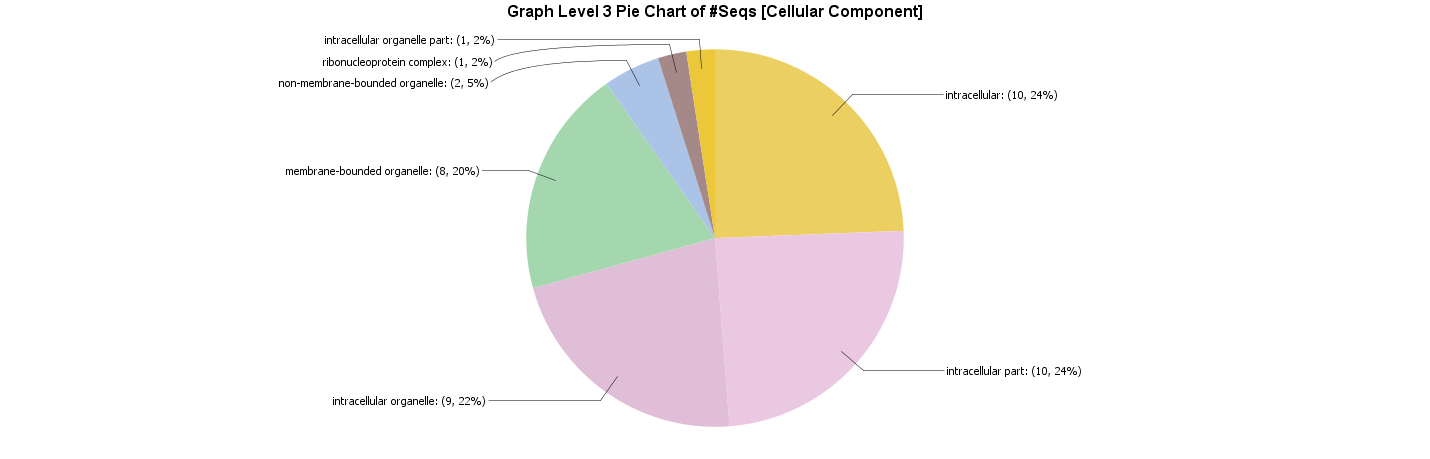 Graph Level 3 Pie Chart of #Seqs [Cellular Component]
intracellular organelle part: (1, 2%)
ribonucleoprotein complex: (1, 2%)
non-membrane-bounded organelle: (2, 5%)
intracellular: (10, 24%)
membrane-bounded organelle: (8, 20%)
intracellular part: (10, 24%)
intracellular organelle: (9, 22%)